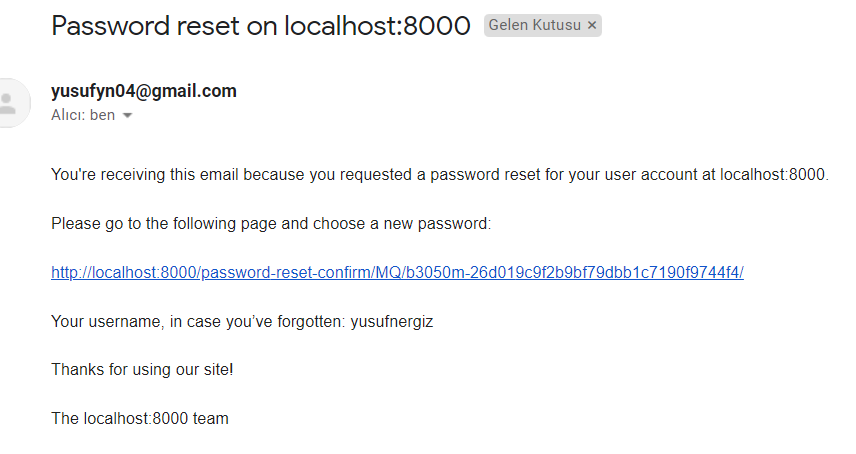 Password reset on localhost:8000 Gelen Kutusu ×
yusufyn04@gmail.com
Alıcı: ben
You're receiving this email because you requested a password reset for your user account at localhost:8000.
Please go to the following page and choose a new password:
http://localhost:8000/password-reset-confirm/MQ/b3050m-26d019c9f2b9bf79dbb1c7190f9744f4/
Your username, in case you’ve forgotten: yusufnergiz
Thanks for using our site!
The localhost:8000 team